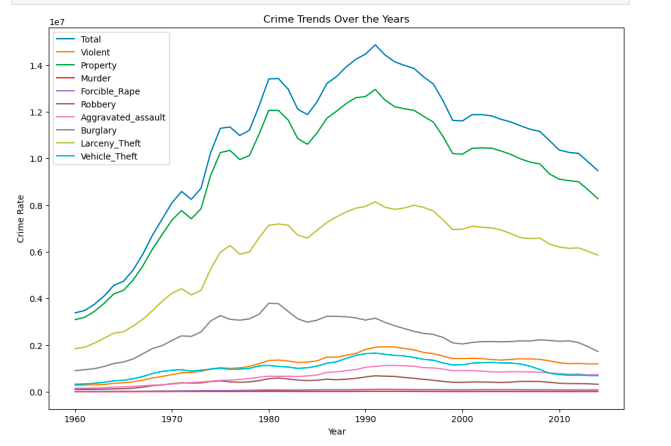 Crime Trends Over the Years
1e7
Total
Violent
Property
Murder
Forcible_Rape
Robbery
Aggravated_assault
Burglary
Larceny_Theft
Vehicle_Theft
1.4
1.2
1.0
0.8
0.6
0.4
0.2
0.0
Crime Rate
1960 1970 1980 1990 2000 2010
Year